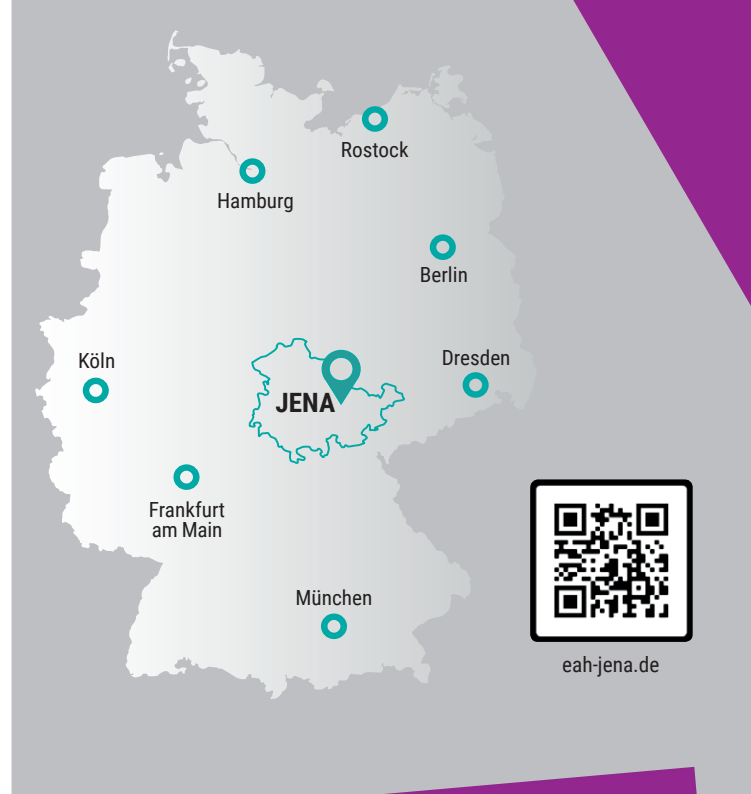 Rostock
Hamburg
Berlin
Köln
Dresden
JENA
Frankfurt
am Main
München
eah-jena.de